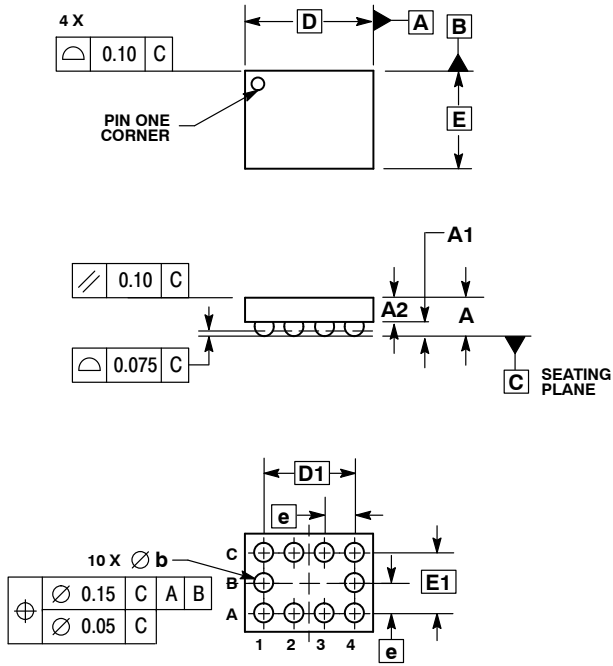 4 X
D
A
B
⌓ 0.10 C
PIN ONE
CORNER
E
A1
// 0.10 C
A2
A
⌓ 0.075 C
C
SEATING
PLANE
D1
e
10 X ∅ b
C
B
A
E1
⌖ ∅ 0.15 C A B
∅ 0.05 C
1 2 3 4
e